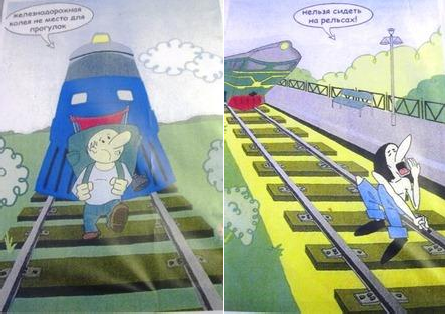 железнодорожная
колея не место для
прогулок
нельзя сидеть
на рельсах!